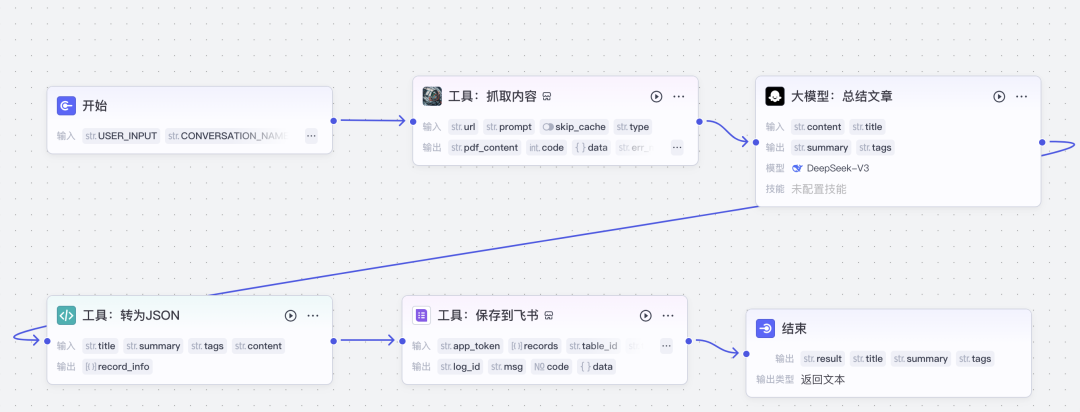 开始
输入 str. USER_INPUT str. CONVERSATION_NAM ···
工具：抓取内容 ···
输入 str. url str. prompt skip_cache str. type
输出 str. pdf_content int. code { } data str. err_ ···
大模型：总结文章 ···
输入 str. content str. title
输出 str. summary str. tags
模型 DeepSeek-V3
技能 未配置技能
工具：转为JSON ···
输入 str. title str. summary str. tags str. content
输出 [{}] record_info
工具：保存到飞书 ···
输入 str. app_token [{}] records str. table_id ···
输出 str. log_id str. msg NO code { } data
结束
输出 str. result str. title str. summary str. tags
输出类型 返回文本